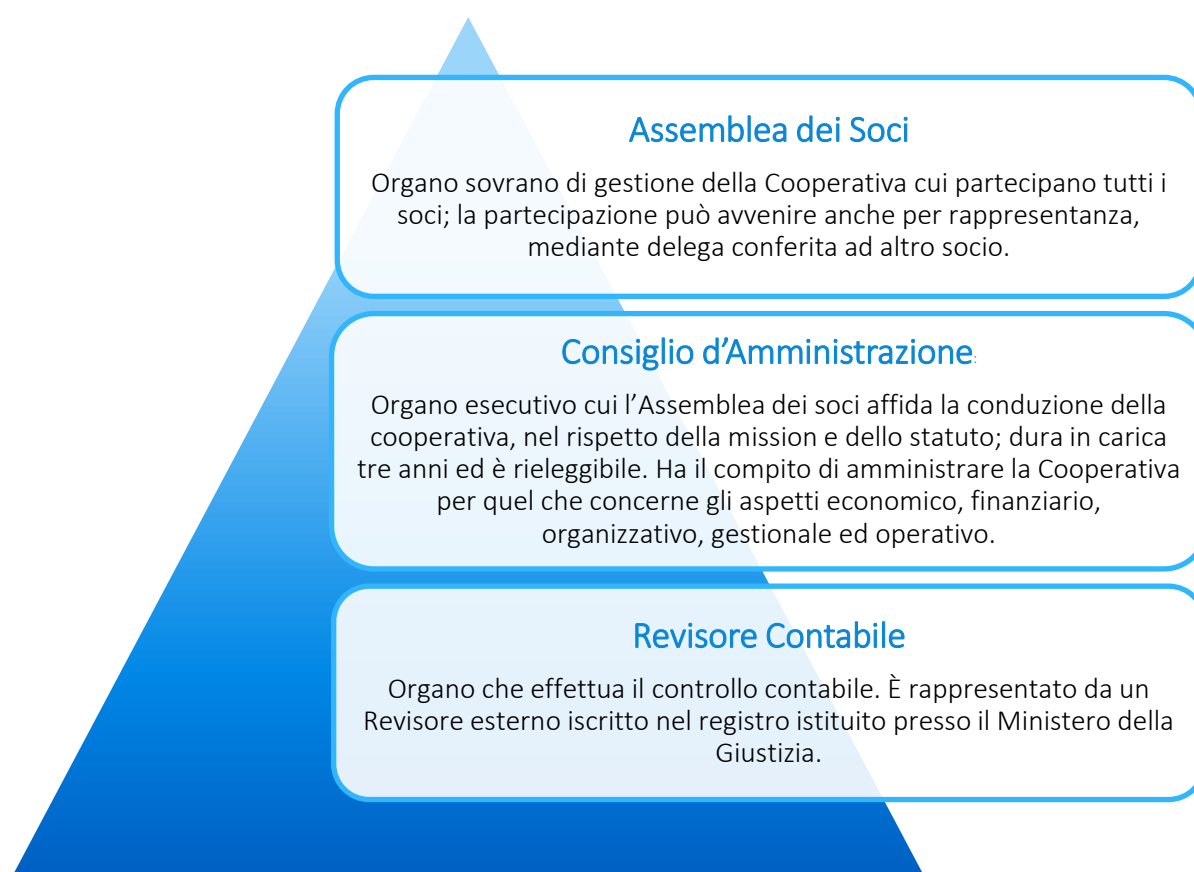 Assemblea dei Soci
Organo sovrano di gestione della Cooperativa cui partecipano tutti i
soci; la partecipazione può avvenire anche per rappresentanza,
mediante delega conferita ad altro socio.
Consiglio d’Amministrazione:
Organo esecutivo cui l’Assemblea dei soci affida la conduzione della
cooperativa, nel rispetto della mission e dello statuto; dura in carica
tre anni ed è rieleggibile. Ha il compito di amministrare la Cooperativa
per quel che concerne gli aspetti economico, finanziario,
organizzativo, gestionale ed operativo.
Revisore Contabile
Organo che effettua il controllo contabile. È rappresentato da un
Revisore esterno iscritto nel registro istituito presso il Ministero della
Giustizia.